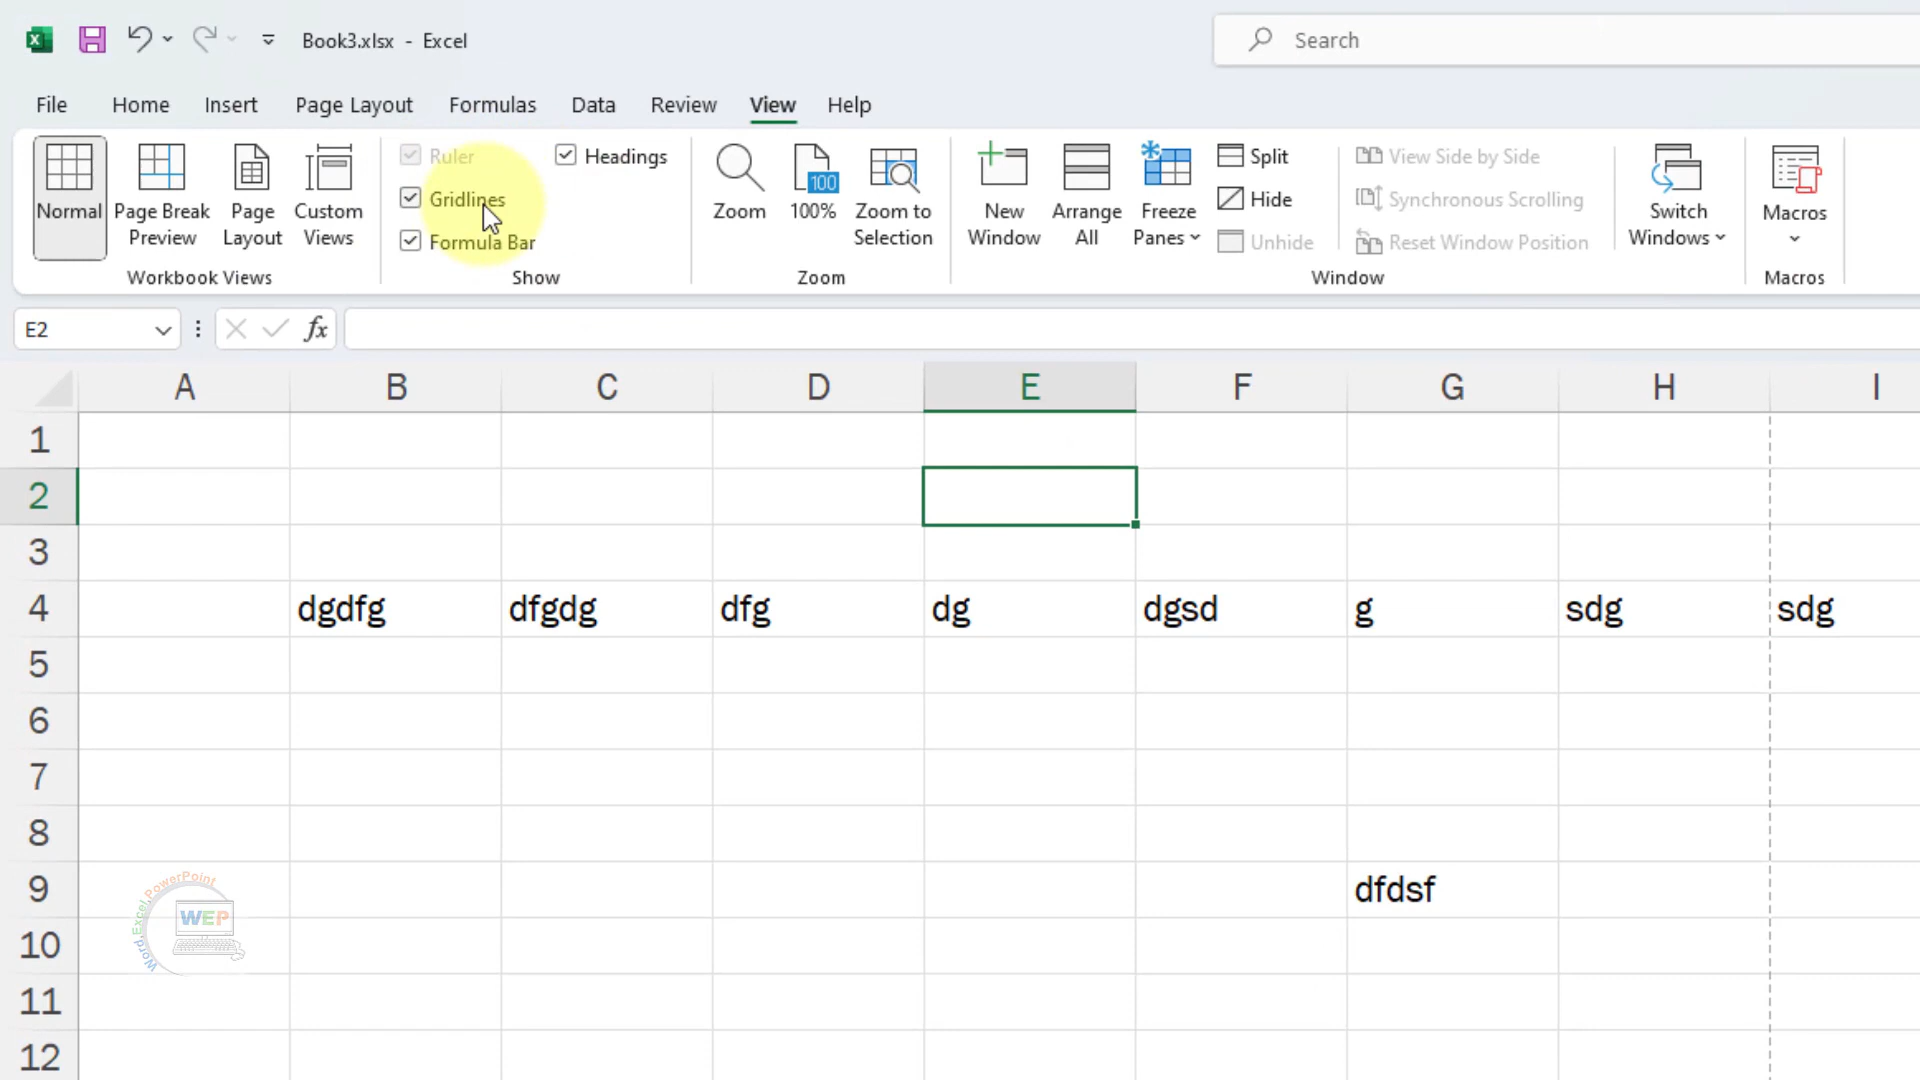 Book3.xlsx - Excel
Search
File Home Insert Page Layout Formulas Data Review View Help
Normal
Page Break Preview
Page Layout
Custom Views
Workbook Views
Ruler
Headings
Gridlines
Formula Bar
Show
Zoom
100
100%
Zoom to Selection
Zoom
New Window
Arrange All
Freeze Panes
Split
Hide
Unhide
View Side by Side
Synchronous Scrolling
Reset Window Position
Window
Switch Windows
Macros
Macros
E2
fx
A B C D E F G H I
1
2
3
4 dgdfg dfgdg dfg dg dgsd g sdg sdg
5
6
7
8
9 dfdsf
10
11
12
Word,Excel,PowerPoint
WEP